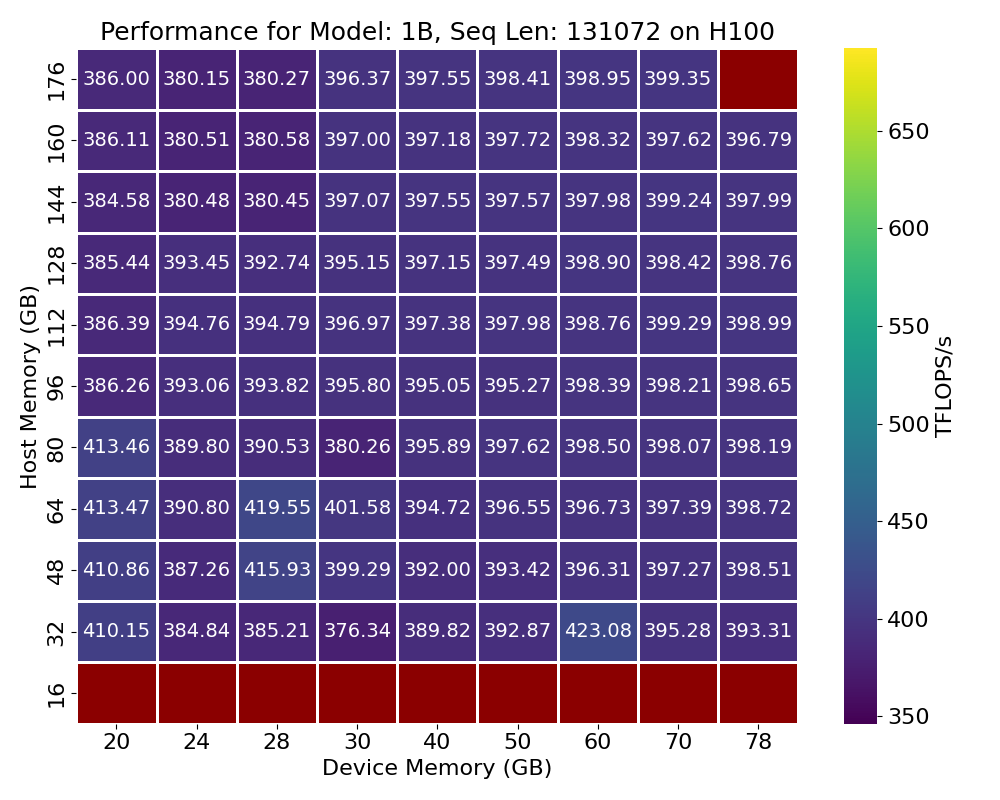 Performance for Model: 1B, Seq Len: 131072 on H100
176 386.00 380.15 380.27 396.37 397.55 398.41 398.95 399.35
160 386.11 380.51 380.58 397.00 397.18 397.72 398.32 397.62 396.79
144 384.58 380.48 380.45 397.07 397.55 397.57 397.98 399.24 397.99
128 385.44 393.45 392.74 395.15 397.15 397.49 398.90 398.42 398.76
112 386.39 394.76 394.79 396.97 397.38 397.98 398.76 399.29 398.99
96 386.26 393.06 393.82 395.80 395.05 395.27 398.39 398.21 398.65
80 413.46 389.80 390.53 380.26 395.89 397.62 398.50 398.07 398.19
64 413.47 390.80 419.55 401.58 394.72 396.55 396.73 397.39 398.72
48 410.86 387.26 415.93 399.29 392.00 393.42 396.31 397.27 398.51
32 410.15 384.84 385.21 376.34 389.82 392.87 423.08 395.28 393.31
16
20 24 28 30 40 50 60 70 78
Device Memory (GB)
Host Memory (GB)
650
600
550
500
450
400
350
TFLOPS/s